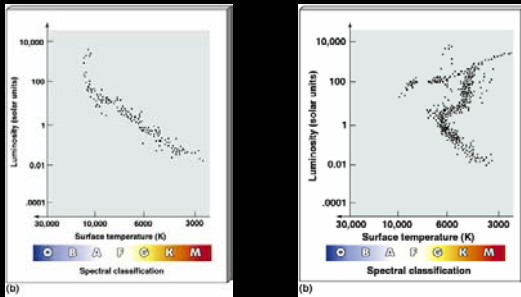 10,000
100
1
0.01
.0001
Luminosity (solar units)
30,000 10,000 6000 3000
Surface temperature (K)
O B A F G K M
Spectral classification
(b)
10,000
100
1
0.01
.0001
Luminosity (solar units)
30,000 10,000 6000 3000
Surface temperature (K)
O B A F G K M
Spectral classification
(b)